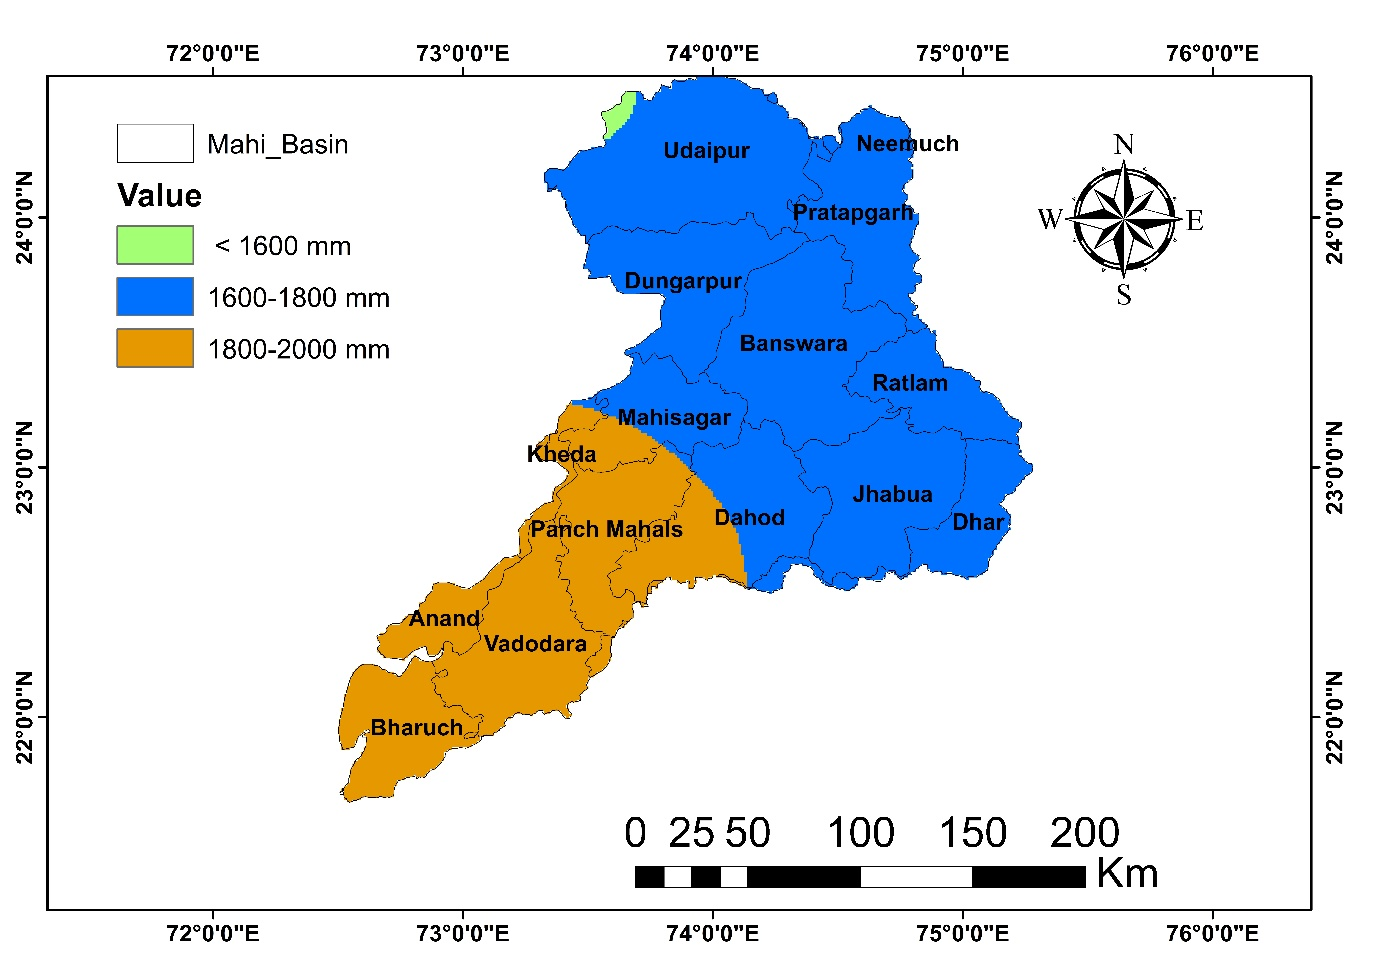 72°0'0"E 73°0'0"E 74°0'0"E 75°0'0"E 76°0'0"E
Mahi_Basin
Value
< 1600 mm
1600-1800 mm
1800-2000 mm
N
W E
S
24°0'0"N
23°0'0"N
22°0'0"N
24°0'0"N
23°0'0"N
22°0'0"N
Udaipur
Neemuch
Pratapgarh
Dungarpur
Banswara
Ratlam
Mahisagar
Kheda
Jhabua
Dahod
Dhar
Panch Mahals
Anand
Vadodara
Bharuch
0 25 50 100 150 200
Km
72°0'0"E 73°0'0"E 74°0'0"E 75°0'0"E 76°0'0"E